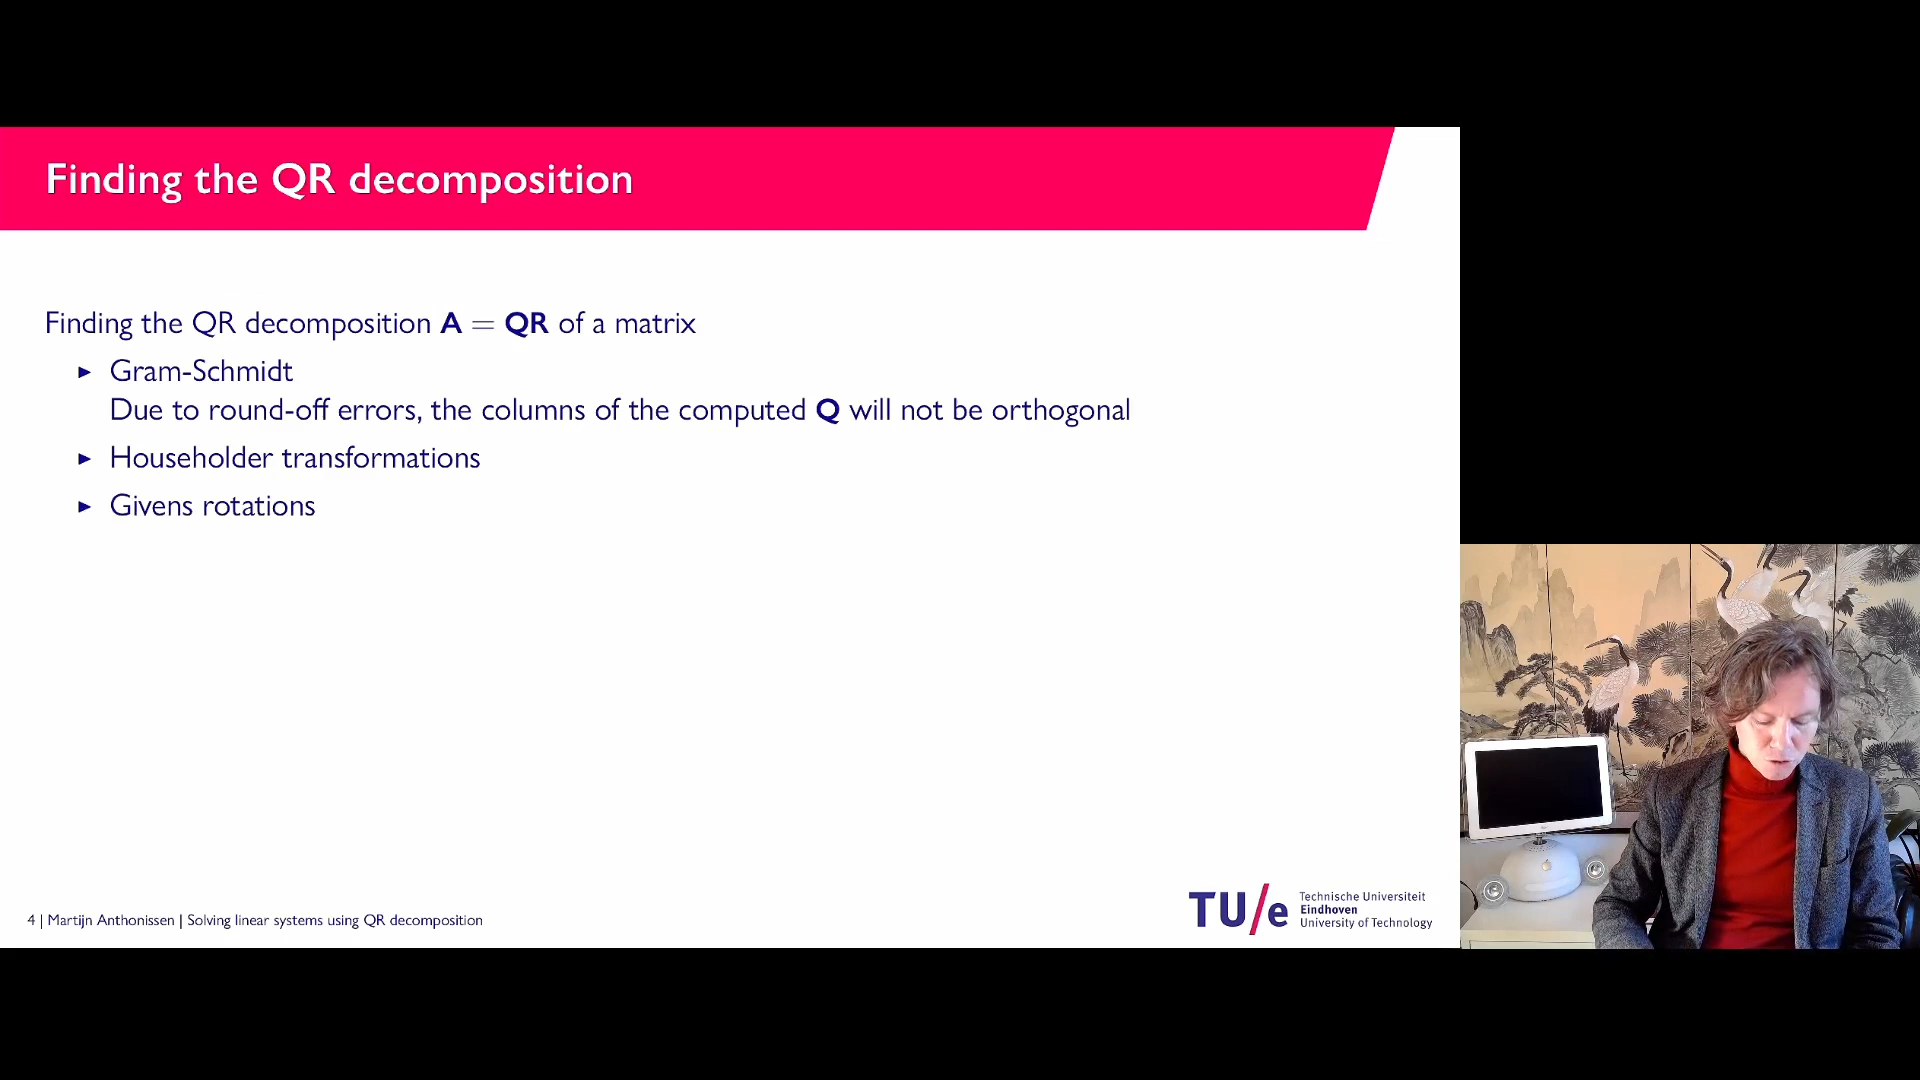 Finding the QR decomposition
Finding the QR decomposition A = QR of a matrix
► Gram-Schmidt
Due to round-off errors, the columns of the computed Q will not be orthogonal
► Householder transformations
► Givens rotations
4 | Martijn Anthonissen | Solving linear systems using QR decomposition
TU/e
Technische Universiteit
Eindhoven
University of Technology